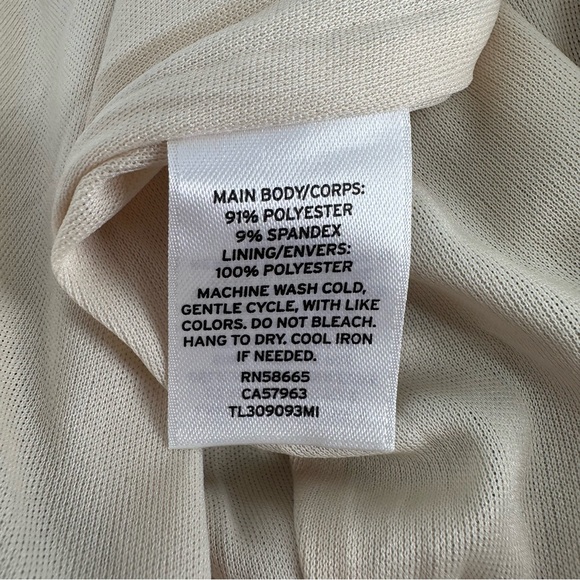 MAIN BODY/CORPS:
91% POLYESTER
9% SPANDEX
LINING/ENVERS:
100% POLYESTER
MACHINE WASH COLD,
GENTLE CYCLE, WITH LIKE
COLORS. DO NOT BLEACH.
HANG TO DRY. COOL IRON
IF NEEDED.
RN58665
CA57963
TL309093MI